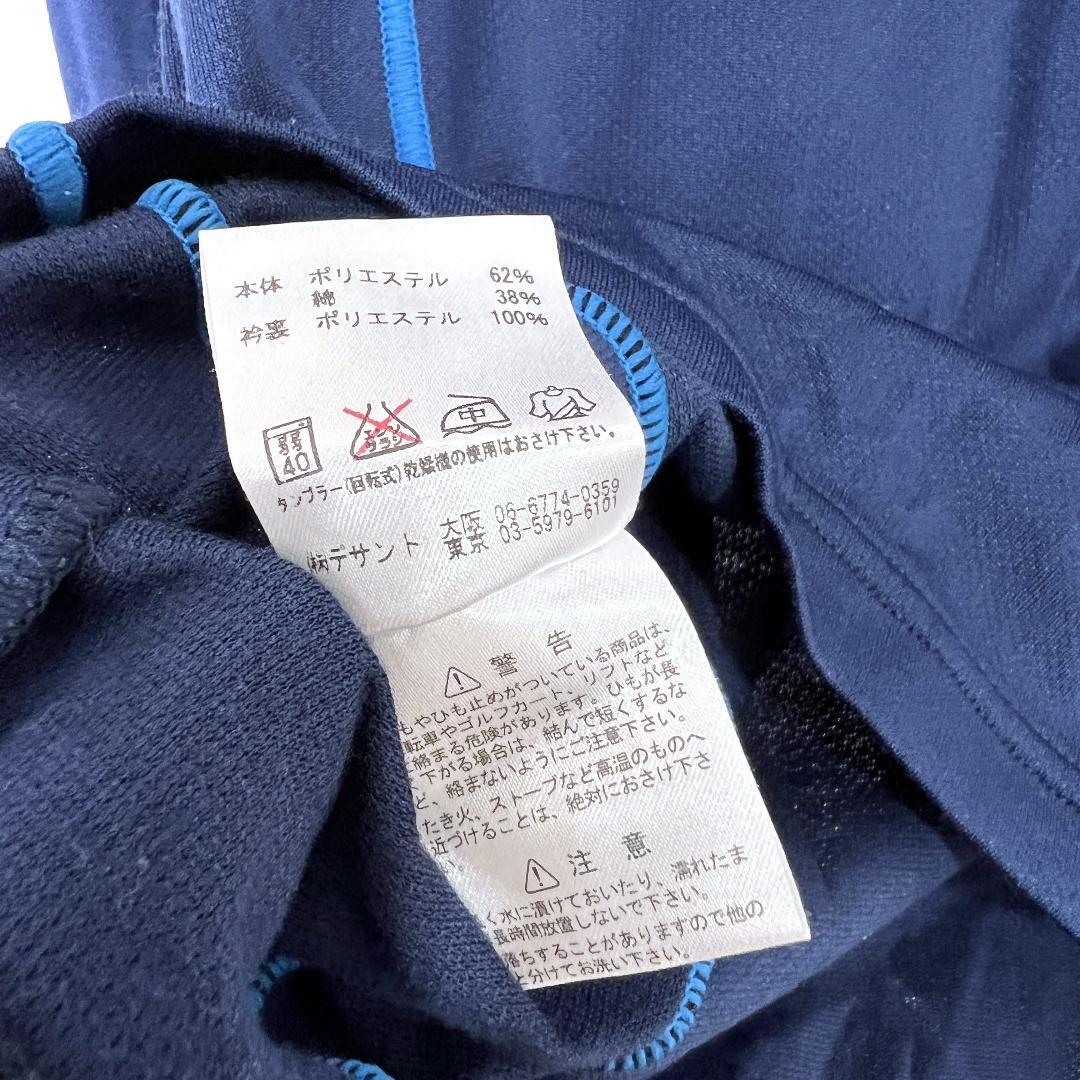 本体 ポリエステル 62%
綿 38%
衿裏 ポリエステル 100%
弱
40
エンソ
サラシ
中
タンブラー(回転式)乾燥機の使用はおさけ下さい。
大阪 06-6774-0359
㈱デサント 東京 03-5979-6101
警告
もやひも止めがついている商品は、
転車やゴルフカート、リフトなど
絡まる危険があります。ひもが長
下がる場合は、結んで短くするな
ど、絡まないようにご注意下さい。
たき火、ストーブなど高温のものへ
近づけることは、絶対におさけ下さ
注意
く水に漬けておいたり、濡れたま
長時間放置しないで下さい。
落ちすることがありますので他の
と分けてお洗い下さい。